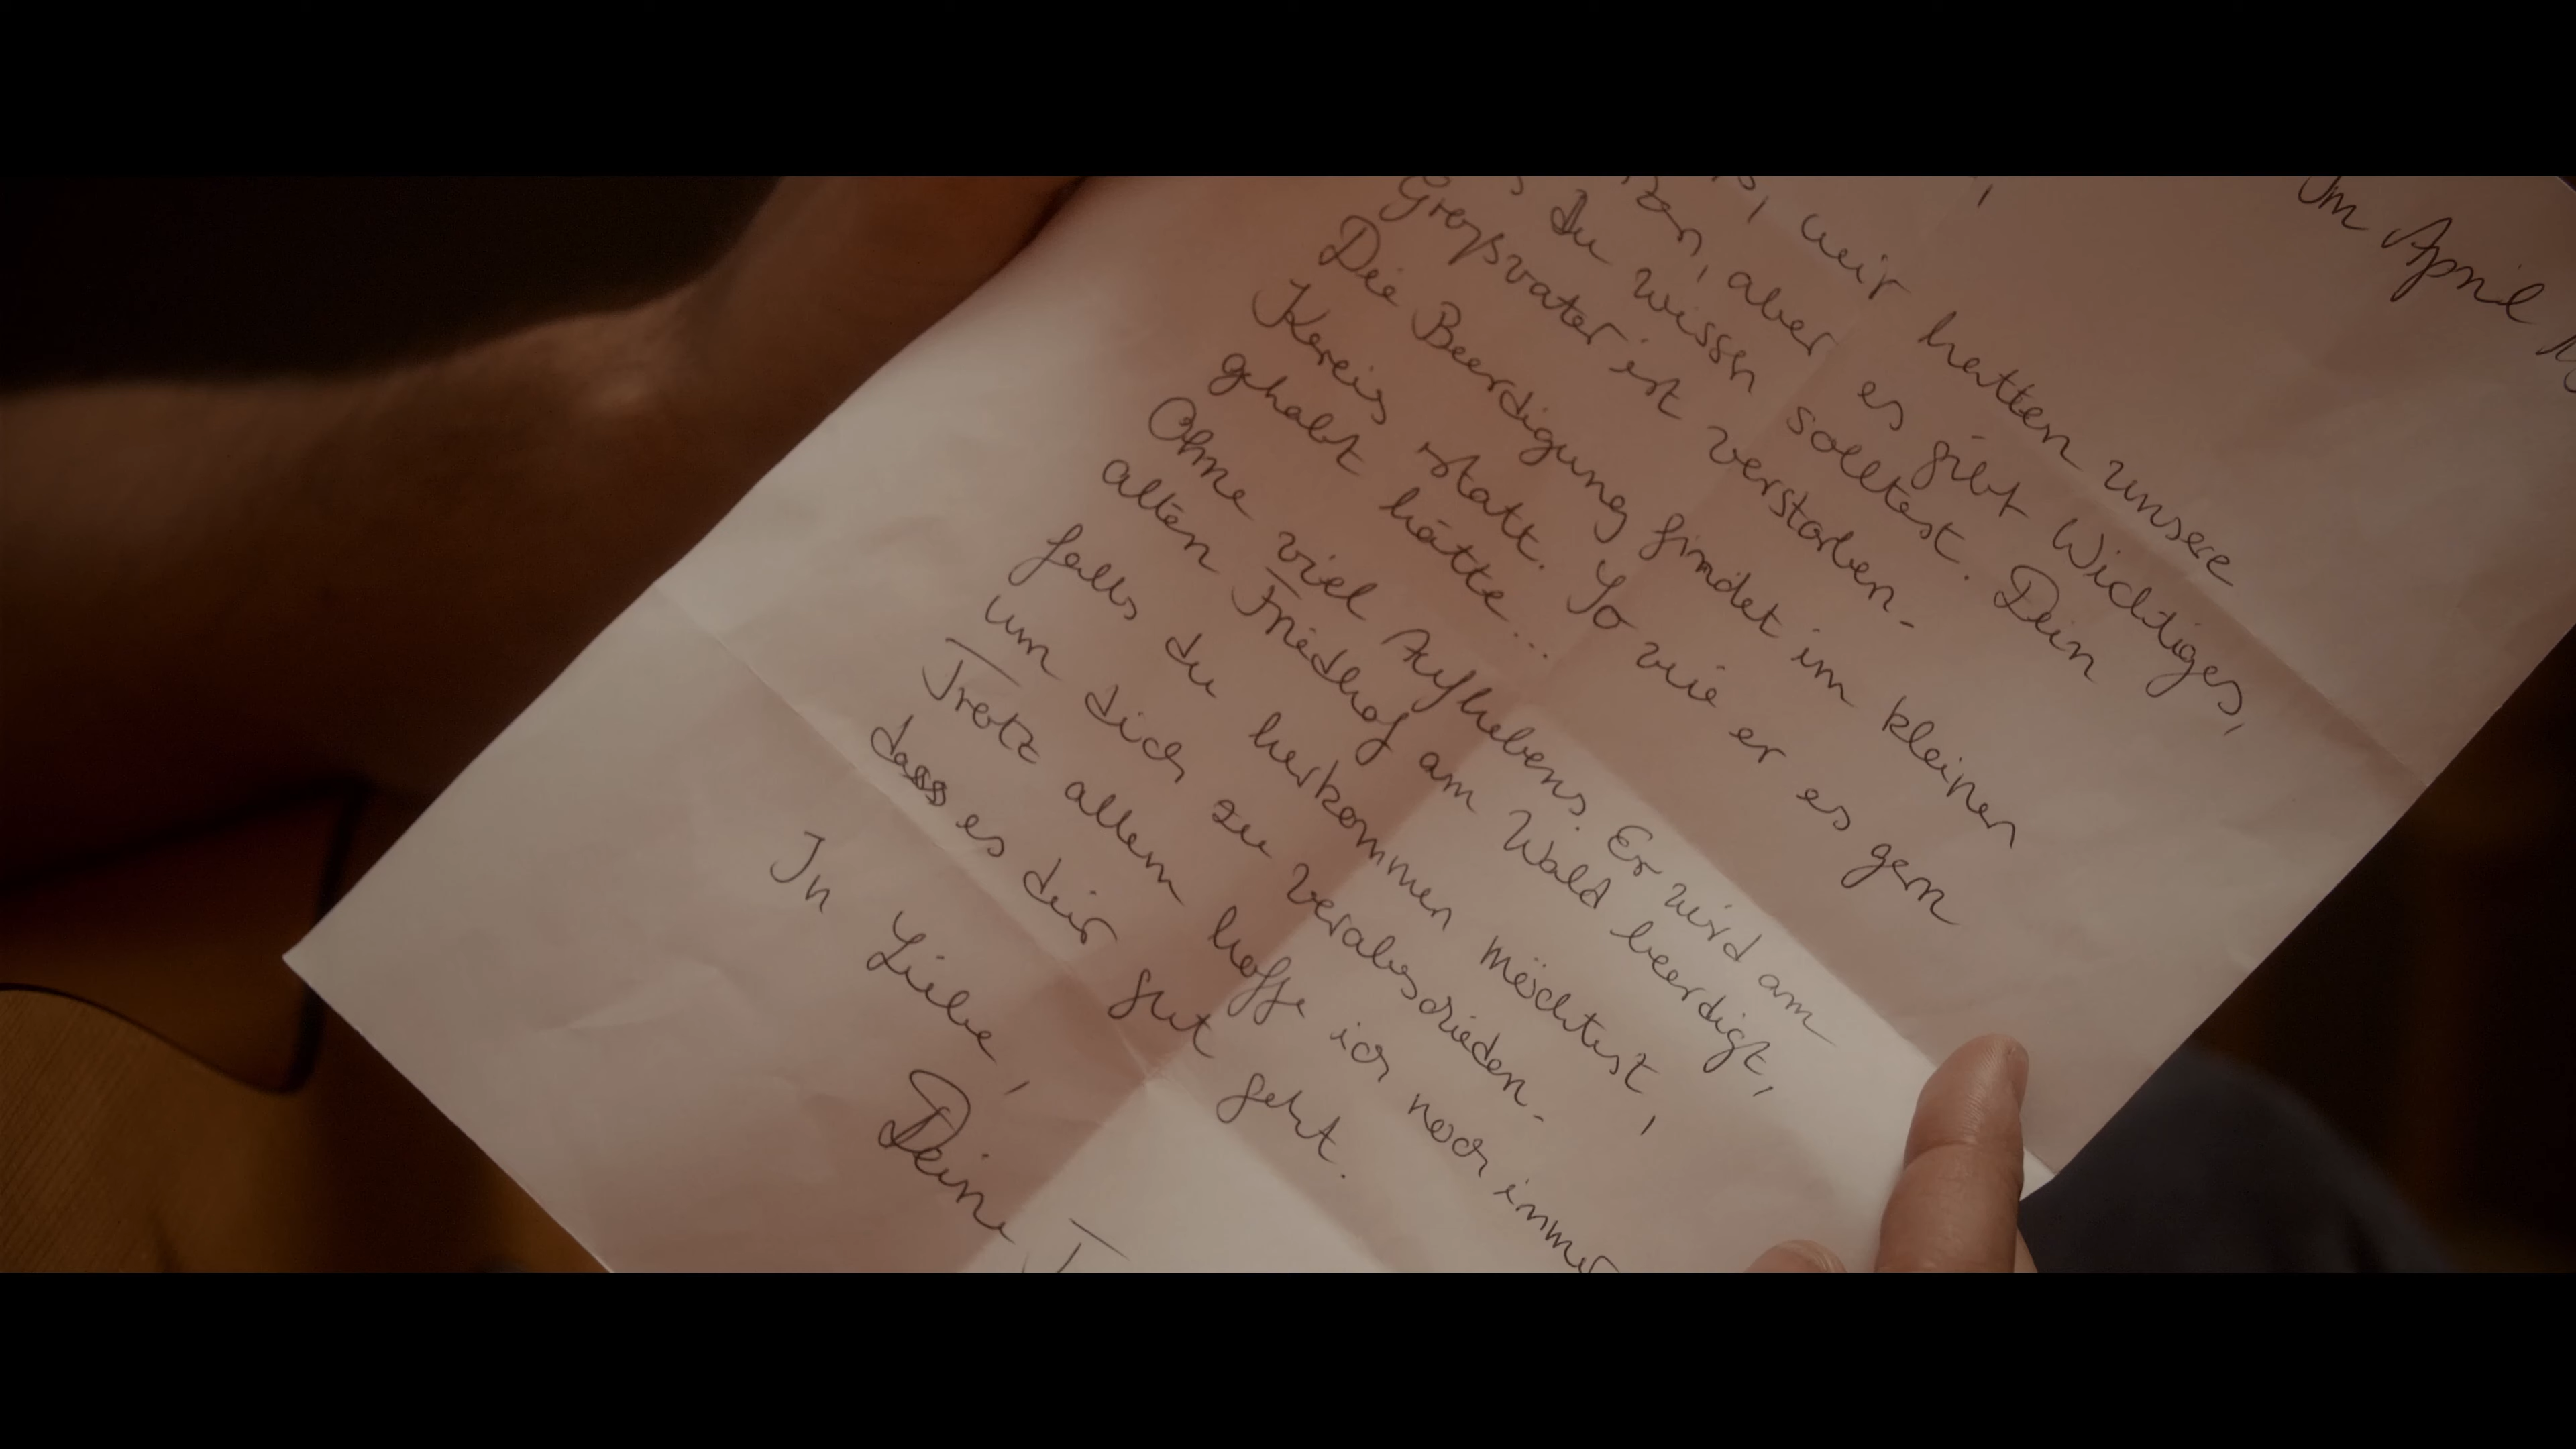 Im April
, wir hatten unsere
, aber es gibt Wichtiges,
du wissen solltest. Dein
Großvater ist verstorben.
Die Beerdigung findet im kleinen
Kreis statt. So wie er es gern
gehabt hätte...
Ohne viel Aufhebens. Er wird am
alten Friedhof am Wald beerdigt,
falls du herkommen möchtest,
um dich zu verabschieden.
Trotz allem hoffe ich noch immer
dass es dir gut geht.
In Liebe,
Deine